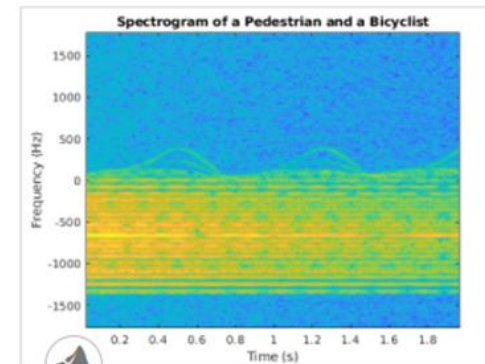 Spectrogram of a Pedestrian and a Bicyclist
1500
1000
500
0
-500
-1000
-1500
Frequency (Hz)
0.2 0.4 0.6 0.8 1 1.2 1.4 1.6 1.8
Time (s)